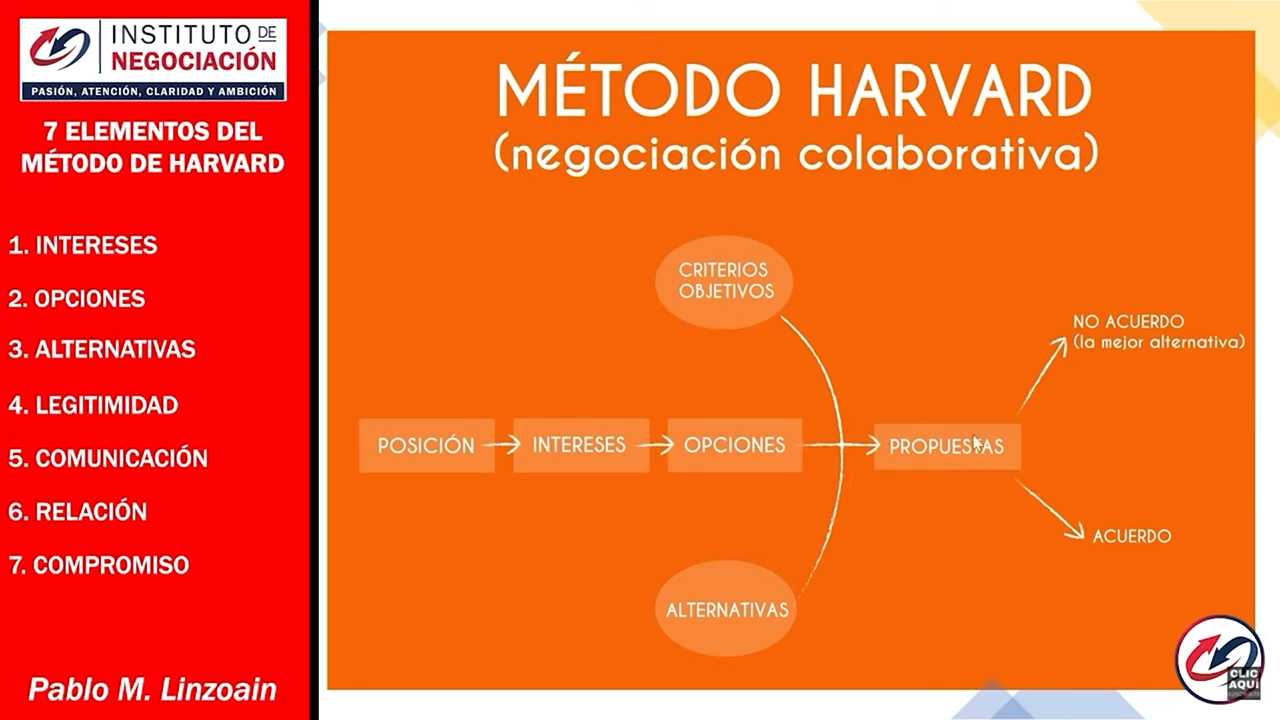 INSTITUTO DE
NEGOCIACIÓN
PASIÓN, ATENCIÓN, CLARIDAD Y AMBICIÓN
7 ELEMENTOS DEL
MÉTODO DE HARVARD
1. INTERESES
2. OPCIONES
3. ALTERNATIVAS
4. LEGITIMIDAD
5. COMUNICACIÓN
6. RELACIÓN
7. COMPROMISO
Pablo M. Linzoain
MÉTODO HARVARD
(negociación colaborativa)
CRITERIOS
OBJETIVOS
NO ACUERDO
(la mejor alternativa)
POSICIÓN
INTERESES
OPCIONES
PROPUESTAS
ACUERDO
ALTERNATIVAS
CLIC
AQUÍ